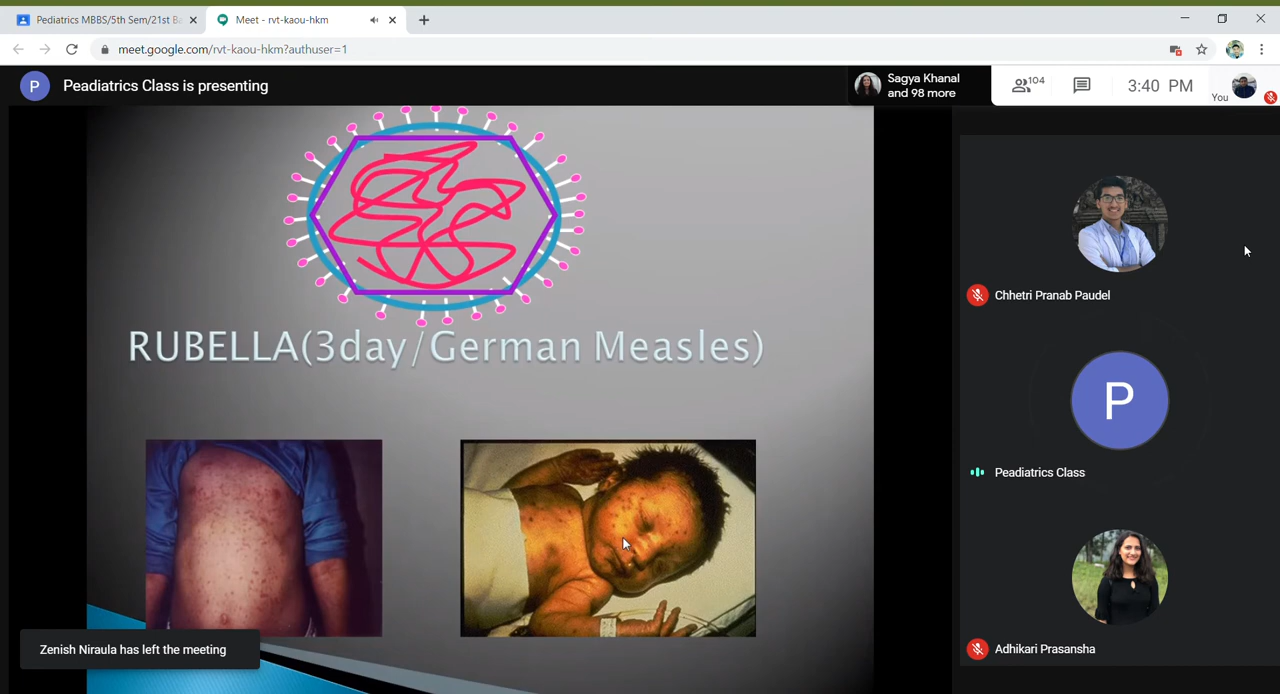 Pediatrics MBBS/5th Sem/21st Ba
Meet - rvt-kaou-hkm
meet.google.com/rvt-kaou-hkm?authuser=1
P
Peadiatrics Class is presenting
Sagya Khanal
and 98 more
104
3:40 PM
You
RUBELLA(3day/German Measles)
Chhetri Pranab Paudel
P
Peadiatrics Class
Adhikari Prasansha
Zenish Niraula has left the meeting